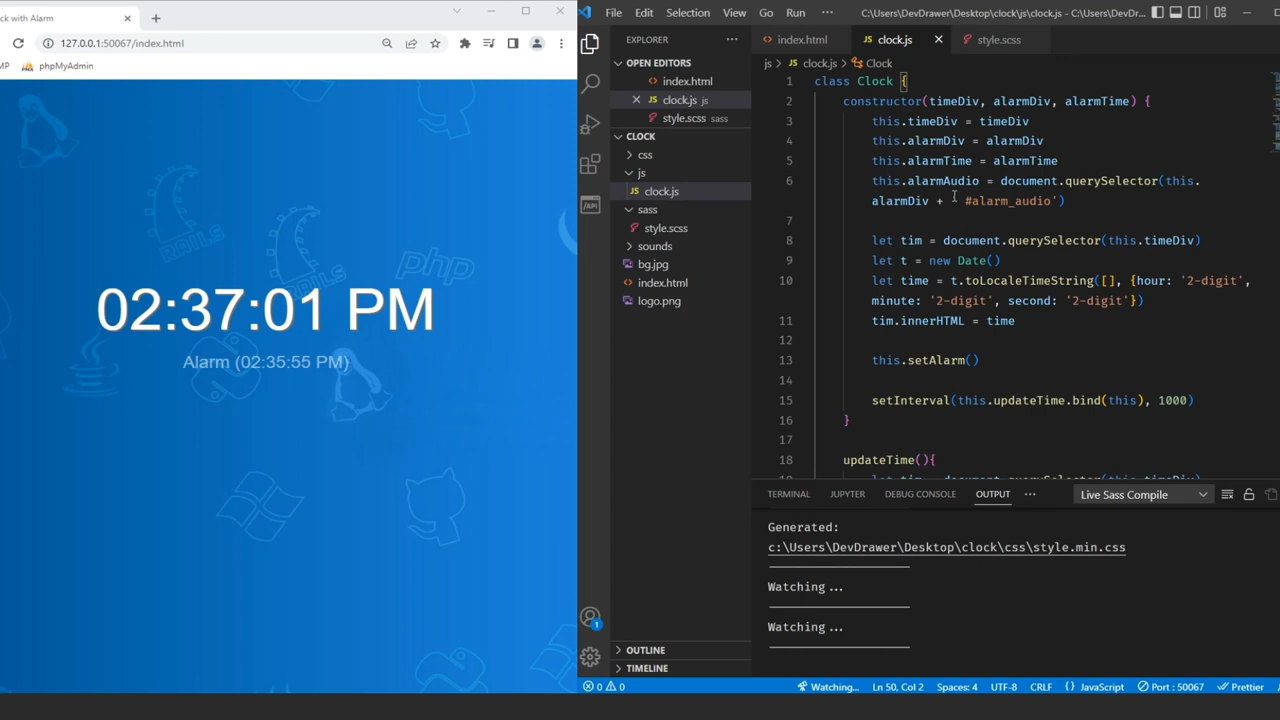 ock with Alarm
127.0.0.1:50067/index.html
MP phpMyAdmin
RAILS
RAILS
php
02:37:01 PM
Alarm (02:35:55 PM)
File Edit Selection View Go Run ... C:\Users\DevDrawer\Desktop\clock\js\clock.js - C:\Users\DevDr...
EXPLORER
OPEN EDITORS
index.html
clock.js js
style.scss sass
CLOCK
css
js
clock.js
sass
style.scss
sounds
bg.jpg
index.html
logo.png
OUTLINE
TIMELINE
index.html clock.js style.scss
js > clock.js > Clock
1 class Clock {
2 constructor(timeDiv, alarmDiv, alarmTime) {
3 this.timeDiv = timeDiv
4 this.alarmDiv = alarmDiv
5 this.alarmTime = alarmTime
6 this.alarmAudio = document.querySelector(this.
alarmDiv + ' #alarm_audio')
7
8 let tim = document.querySelector(this.timeDiv)
9 let t = new Date()
10 let time = t.toLocaleTimeString([], {hour: '2-digit',
minute: '2-digit', second: '2-digit'})
11 tim.innerHTML = time
12
13 this.setAlarm()
14
15 setInterval(this.updateTime.bind(this), 1000)
16 }
17
18 updateTime(){
TERMINAL JUPYTER DEBUG CONSOLE OUTPUT ... Live Sass Compile
Generated:
c:\Users\DevDrawer\Desktop\clock\css\style.min.css
Watching...
Watching...
1
0 0 Watching... Ln 50, Col 2 Spaces: 4 UTF-8 CRLF {} JavaScript Port : 50067 Prettier